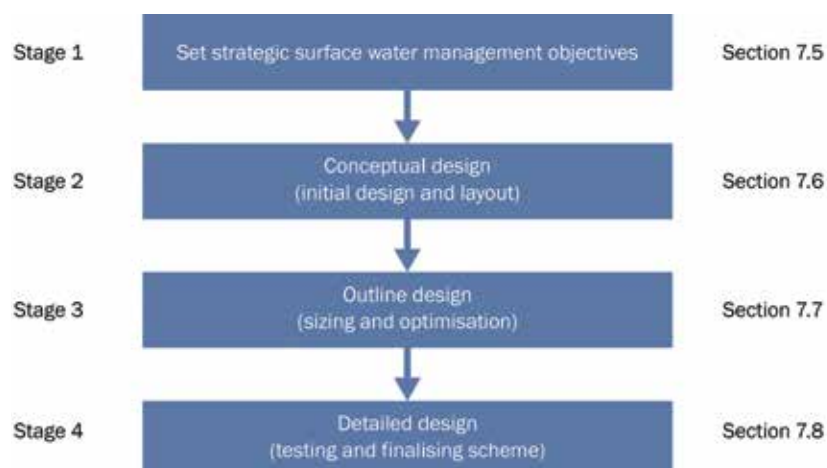 Stage 1 Set strategic surface water management objectives Section 7.5
Stage 2 Conceptual design Section 7.6
(initial design and layout)
Stage 3 Outline design Section 7.7
(sizing and optimisation)
Stage 4 Detailed design Section 7.8
(testing and finalising scheme)